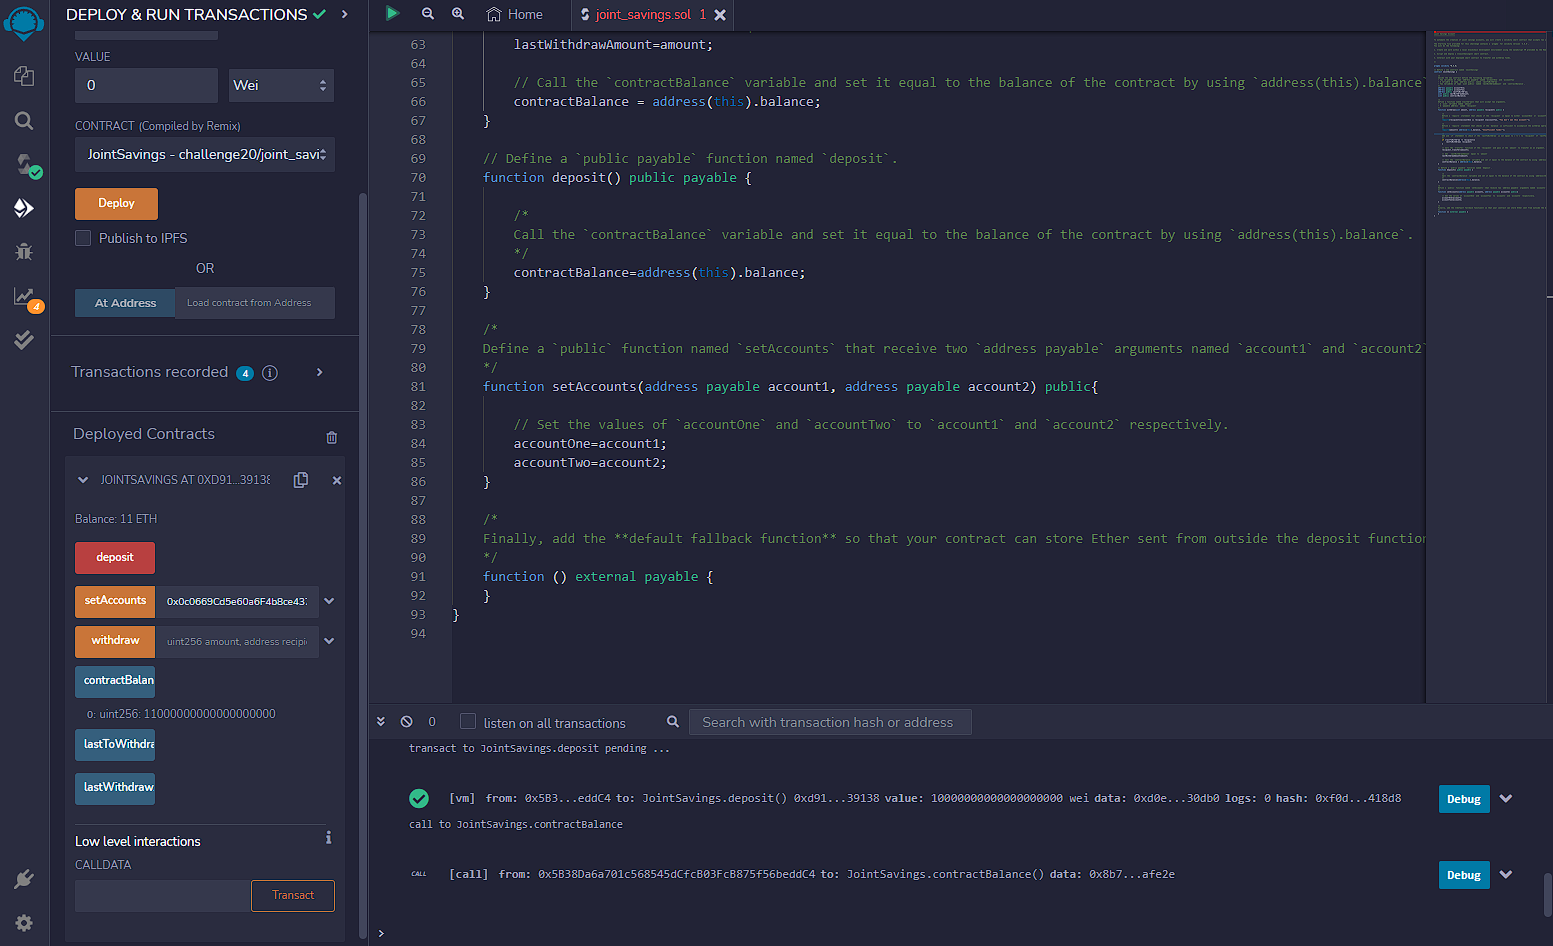 DEPLOY & RUN TRANSACTIONS
VALUE
0
Wei
CONTRACT (Compiled by Remix)
JointSavings - challenge20/joint_savi
Deploy
Publish to IPFS
OR
At Address
Load contract from Address
4
Transactions recorded 4 i
Deployed Contracts
JOINTSAVINGS AT 0XD91...39138
Balance: 11 ETH
deposit
setAccounts
0x0c0669Cd5e60a6F4b8ce437
withdraw
uint256 amount, address recipi
contractBalan
0: uint256: 11000000000000000000
lastToWithdra
lastWithdraw
Low level interactions
i
CALLDATA
Transact
Home
joint_savings.sol 1
63 lastWithdrawAmount=amount;
64
65 // Call the `contractBalance` variable and set it equal to the balance of the contract by using `address(this).balance`
66 contractBalance = address(this).balance;
67 }
68
69 // Define a `public payable` function named `deposit`.
70 function deposit() public payable {
71
72 /*
73 Call the `contractBalance` variable and set it equal to the balance of the contract by using `address(this).balance`.
74 */
75 contractBalance=address(this).balance;
76 }
77
78 /*
79 Define a `public` function named `setAccounts` that receive two `address payable` arguments named `account1` and `account2`
80 */
81 function setAccounts(address payable account1, address payable account2) public{
82
83 // Set the values of `accountOne` and `accountTwo` to `account1` and `account2` respectively.
84 accountOne=account1;
85 accountTwo=account2;
86 }
87
88 /*
89 Finally, add the **default fallback function** so that your contract can store Ether sent from outside the deposit function
90 */
91 function () external payable {
92 }
93 }
94
0
listen on all transactions
Search with transaction hash or address
transact to JointSavings.deposit pending ...
[vm] from: 0x5B3...eddC4 to: JointSavings.deposit() 0xd91...39138 value: 10000000000000000000 wei data: 0xd0e...30db0 logs: 0 hash: 0xf0d...418d8
Debug
call to JointSavings.contractBalance
CALL [call] from: 0x5B38Da6a701c568545dCfcB03FcB875f56beddC4 to: JointSavings.contractBalance() data: 0x8b7...afe2e
Debug
>